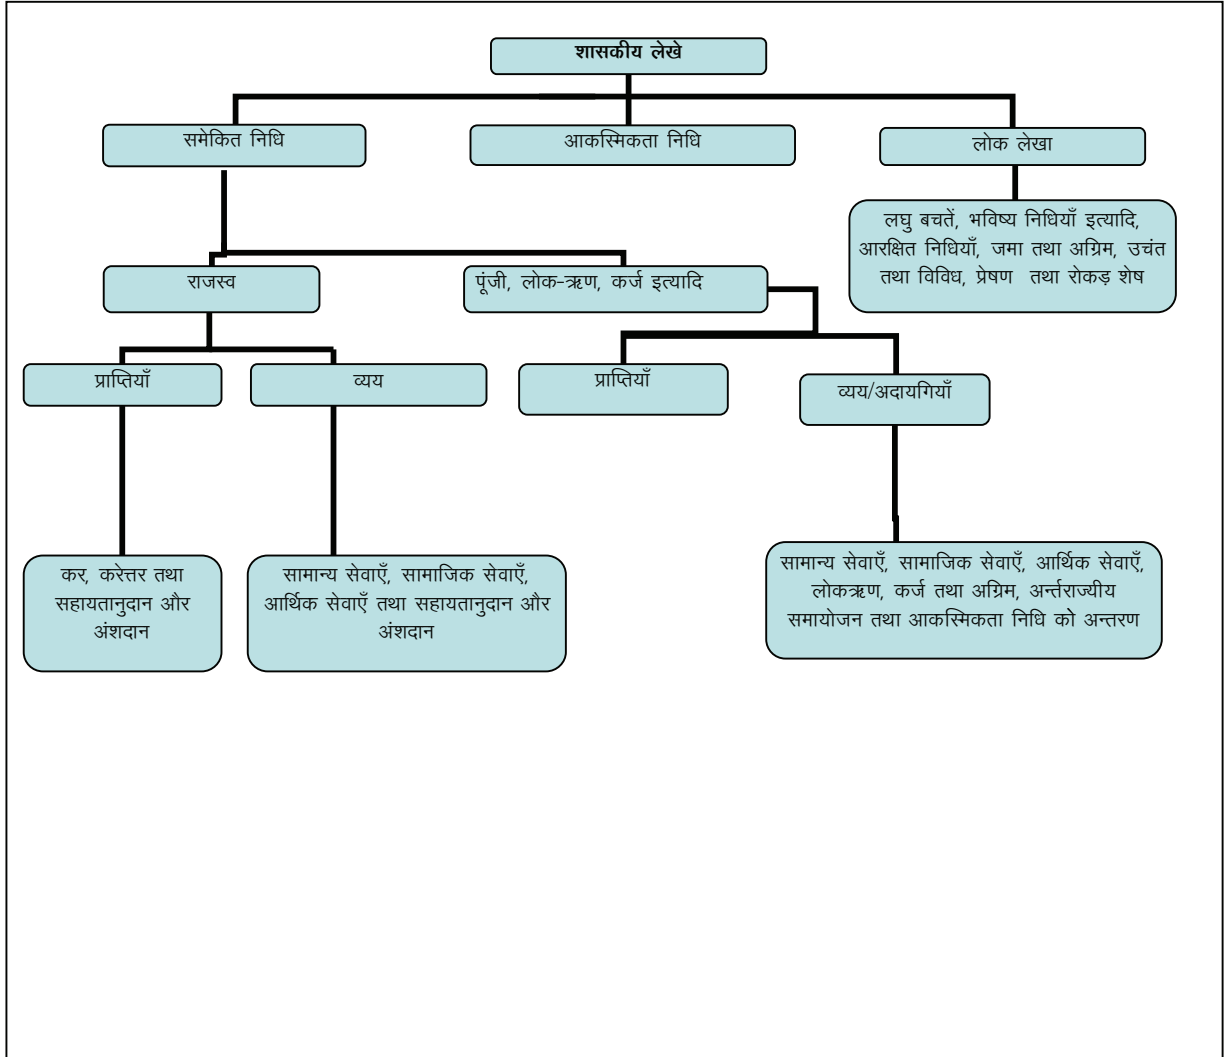 शासकीय लेखे
समेकित निधि
आकस्मिकता निधि
लोक लेखा
लघु बचतें, भविष्य निधियाँ इत्यादि,
आरक्षित निधियाँ, जमा तथा अग्रिम, उचंत
तथा विविध, प्रेषण तथा रोकड़ शेष
राजस्व
पूंजी, लोक-ऋण, कर्ज इत्यादि
प्राप्तियाँ
व्यय
प्राप्तियाँ
व्यय/अदायगियाँ
कर, करेत्तर तथा
सहायतानुदान और
अंशदान
सामान्य सेवाएँ, सामाजिक सेवाएँ,
आर्थिक सेवाएँ तथा सहायतानुदान और
अंशदान
सामान्य सेवाएँ, सामाजिक सेवाएँ, आर्थिक सेवाएँ,
लोकऋण, कर्ज तथा अग्रिम, अर्न्तराज्यीय
समायोजन तथा आकस्मिकता निधि को अन्तरण